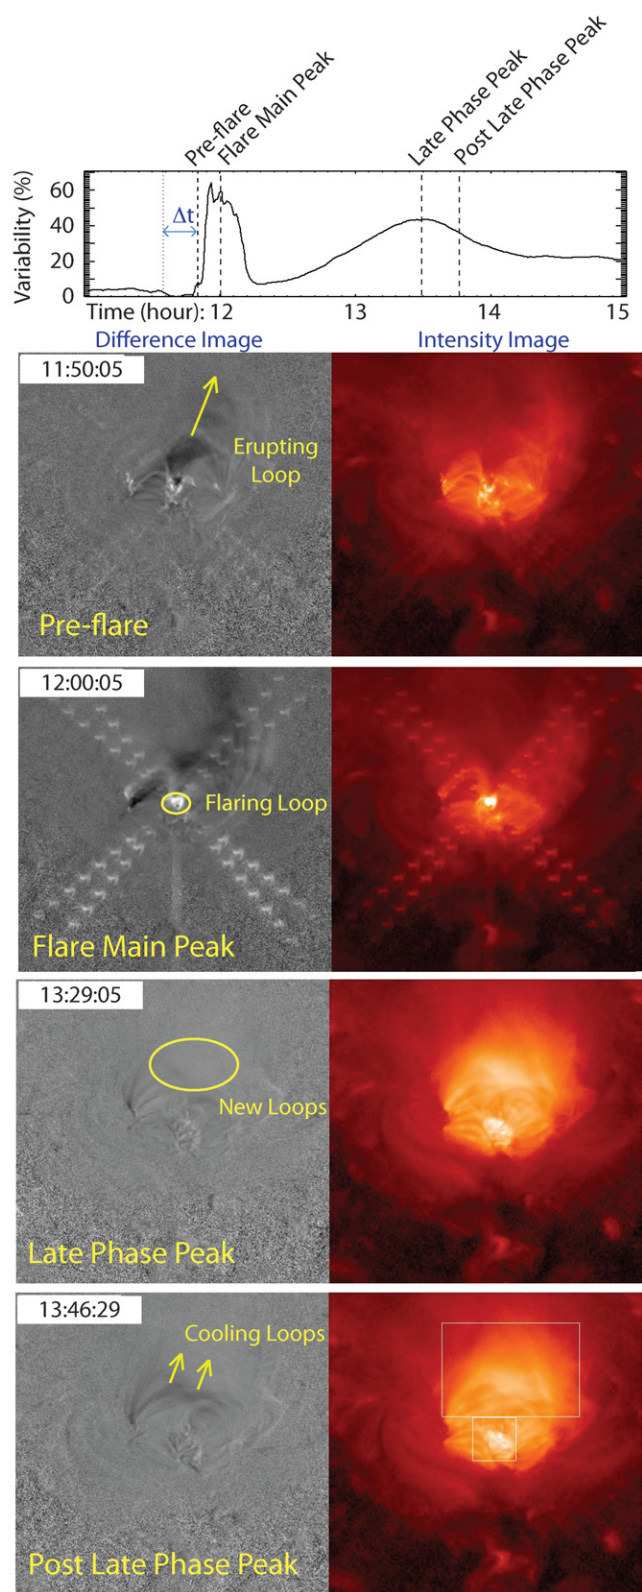 Pre-flare
Flare Main Peak
Late Phase Peak
Post Late Phase Peak
Variability (%)
60
40
20
0
Δt
Time (hour): 12
13
14
15
Difference Image
Intensity Image
11:50:05
Erupting
Loop
Pre-flare
12:00:05
Flaring Loop
Flare Main Peak
13:29:05
New Loops
Late Phase Peak
13:46:29
Cooling Loops
Post Late Phase Peak